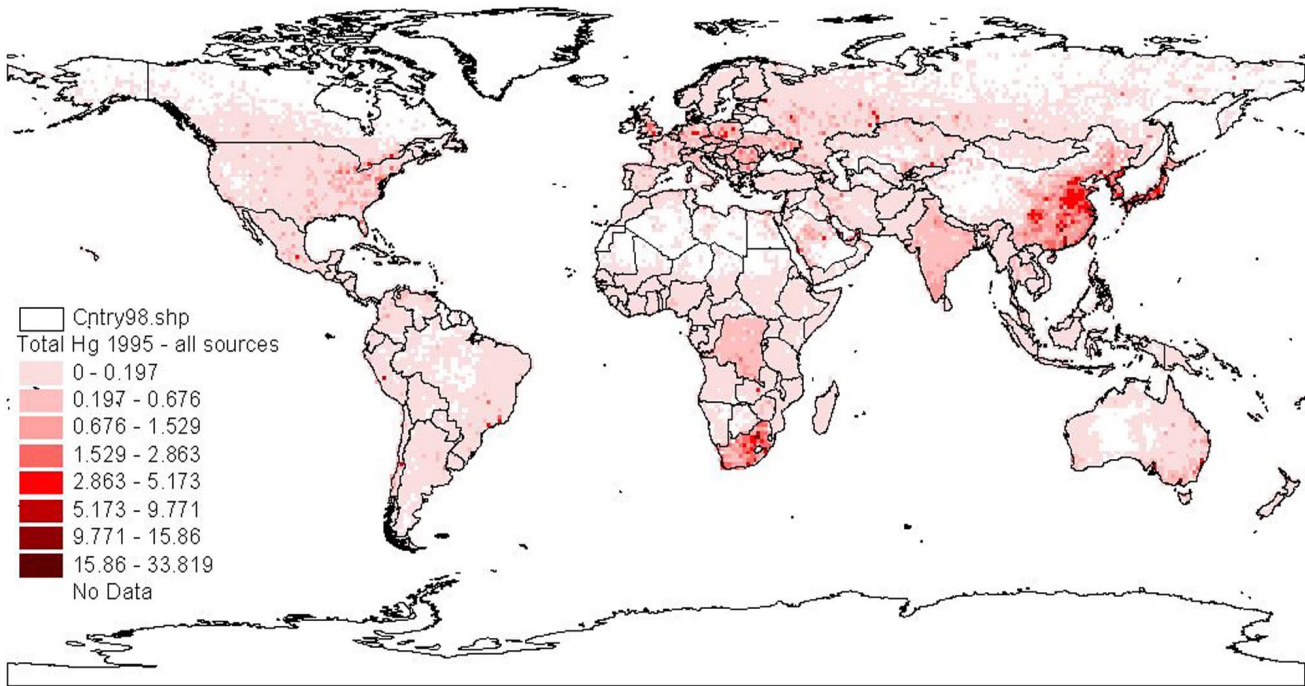 Cntry98.shp
Total Hg 1995 - all sources
0 - 0.197
0.197 - 0.676
0.676 - 1.529
1.529 - 2.863
2.863 - 5.173
5.173 - 9.771
9.771 - 15.86
15.86 - 33.819
No Data